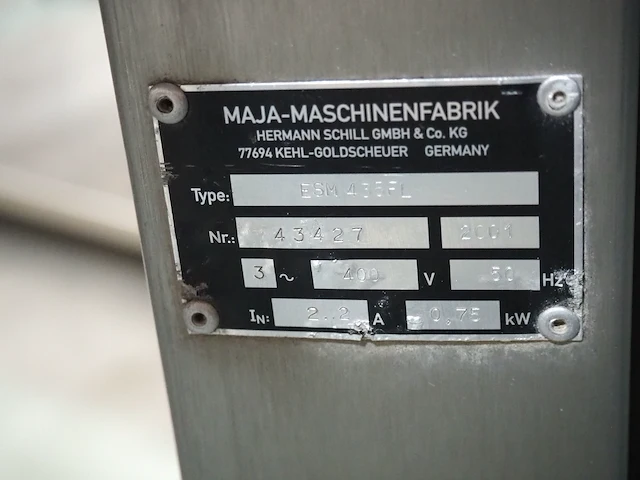 MAJA-MASCHINENFABRIK
HERMANN SCHILL GMBH & Co. KG
77694 KEHL-GOLDSCHEUER GERMANY
Type:
Nr.: 43427
3 ~ 400 V 50 Hz
IN: 2.2 A 0,75 kW